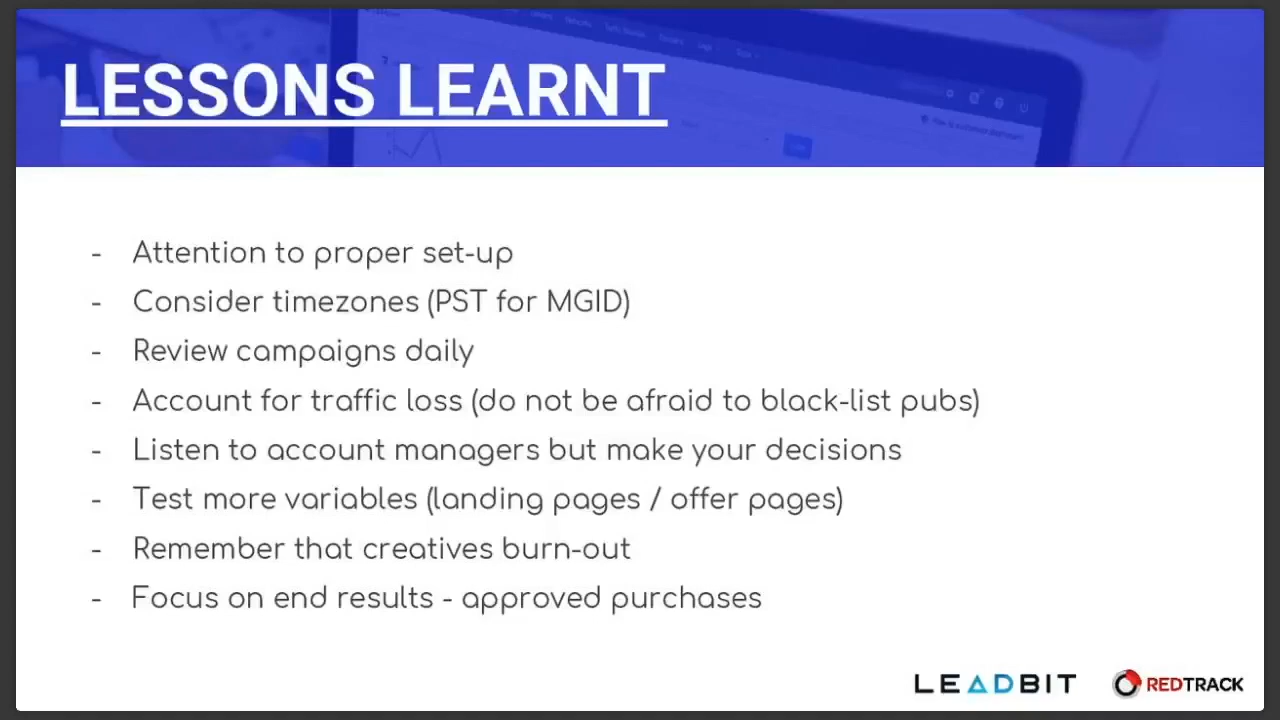 LESSONS LEARNT
- Attention to proper set-up
- Consider timezones (PST for MGID)
- Review campaigns daily
- Account for traffic loss (do not be afraid to black-list pubs)
- Listen to account managers but make your decisions
- Test more variables (landing pages / offer pages)
- Remember that creatives burn-out
- Focus on end results - approved purchases
LEADBIT
REDTRACK